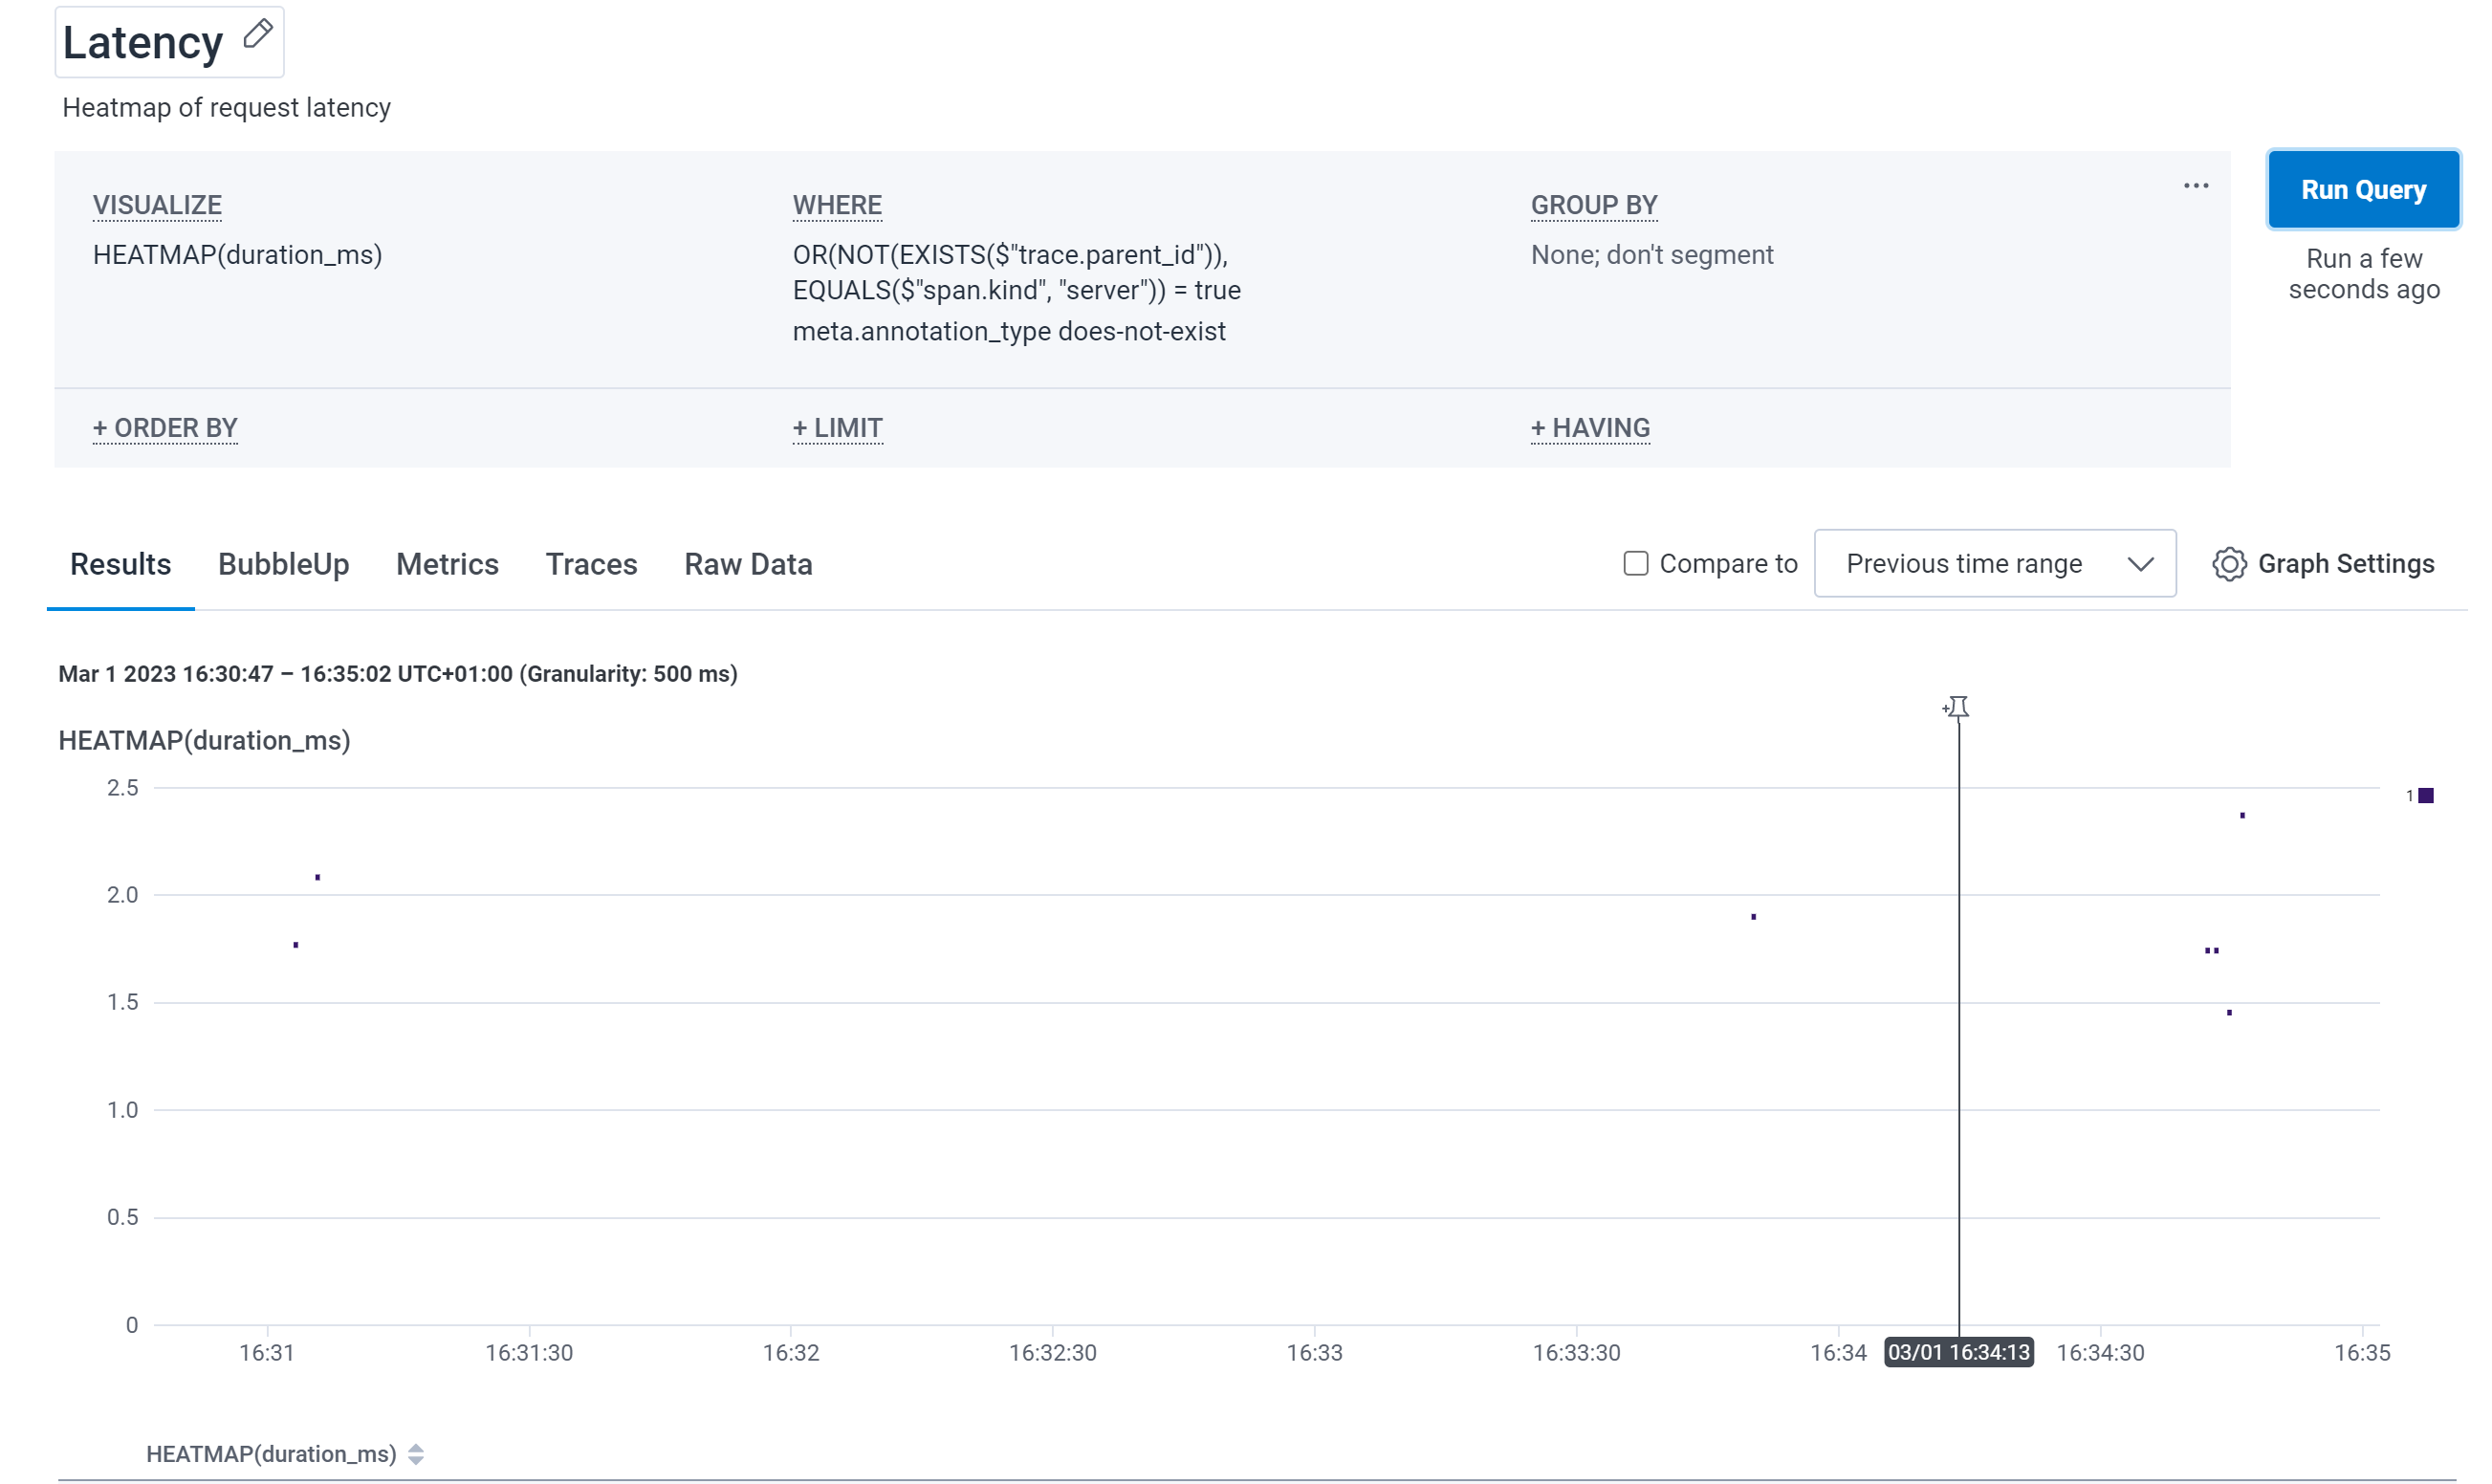 Latency
Heatmap of request latency
VISUALIZE
HEATMAP(duration_ms)
WHERE
OR(NOT(EXISTS($"trace.parent_id")),
EQUALS($"span.kind", "server")) = true
meta.annotation_type does-not-exist
GROUP BY
None; don't segment
Run Query
Run a few
seconds ago
+ ORDER BY
+ LIMIT
+ HAVING
Results BubbleUp Metrics Traces Raw Data
Compare to Previous time range Graph Settings
Mar 1 2023 16:30:47 – 16:35:02 UTC+01:00 (Granularity: 500 ms)
HEATMAP(duration_ms)
2.5
1
2.0
1.5
1.0
0.5
0
16:31 16:31:30 16:32 16:32:30 16:33 16:33:30 16:34 03/01 16:34:13 16:34:30 16:35
HEATMAP(duration_ms)